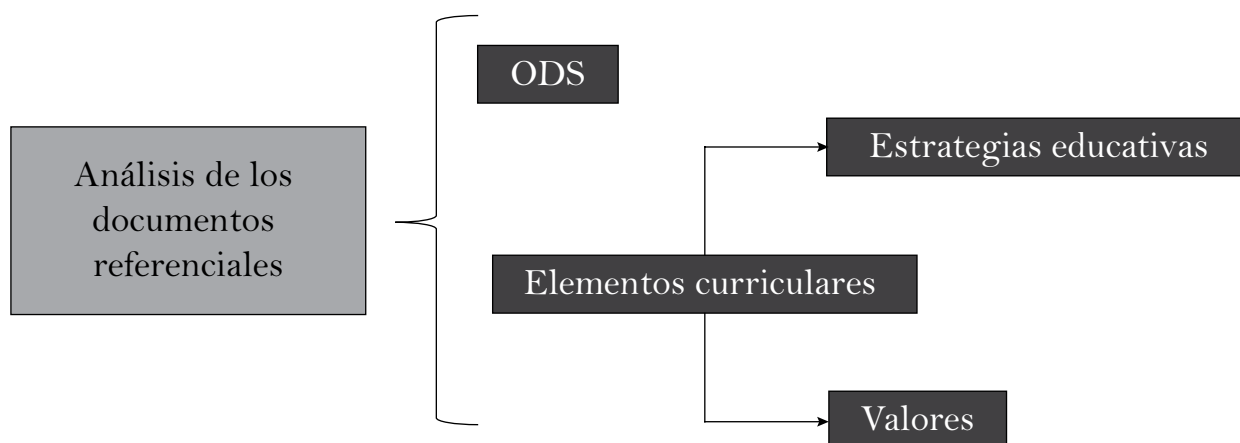 Análisis de los
documentos
referenciales
ODS
Elementos curriculares
Estrategias educativas
Valores